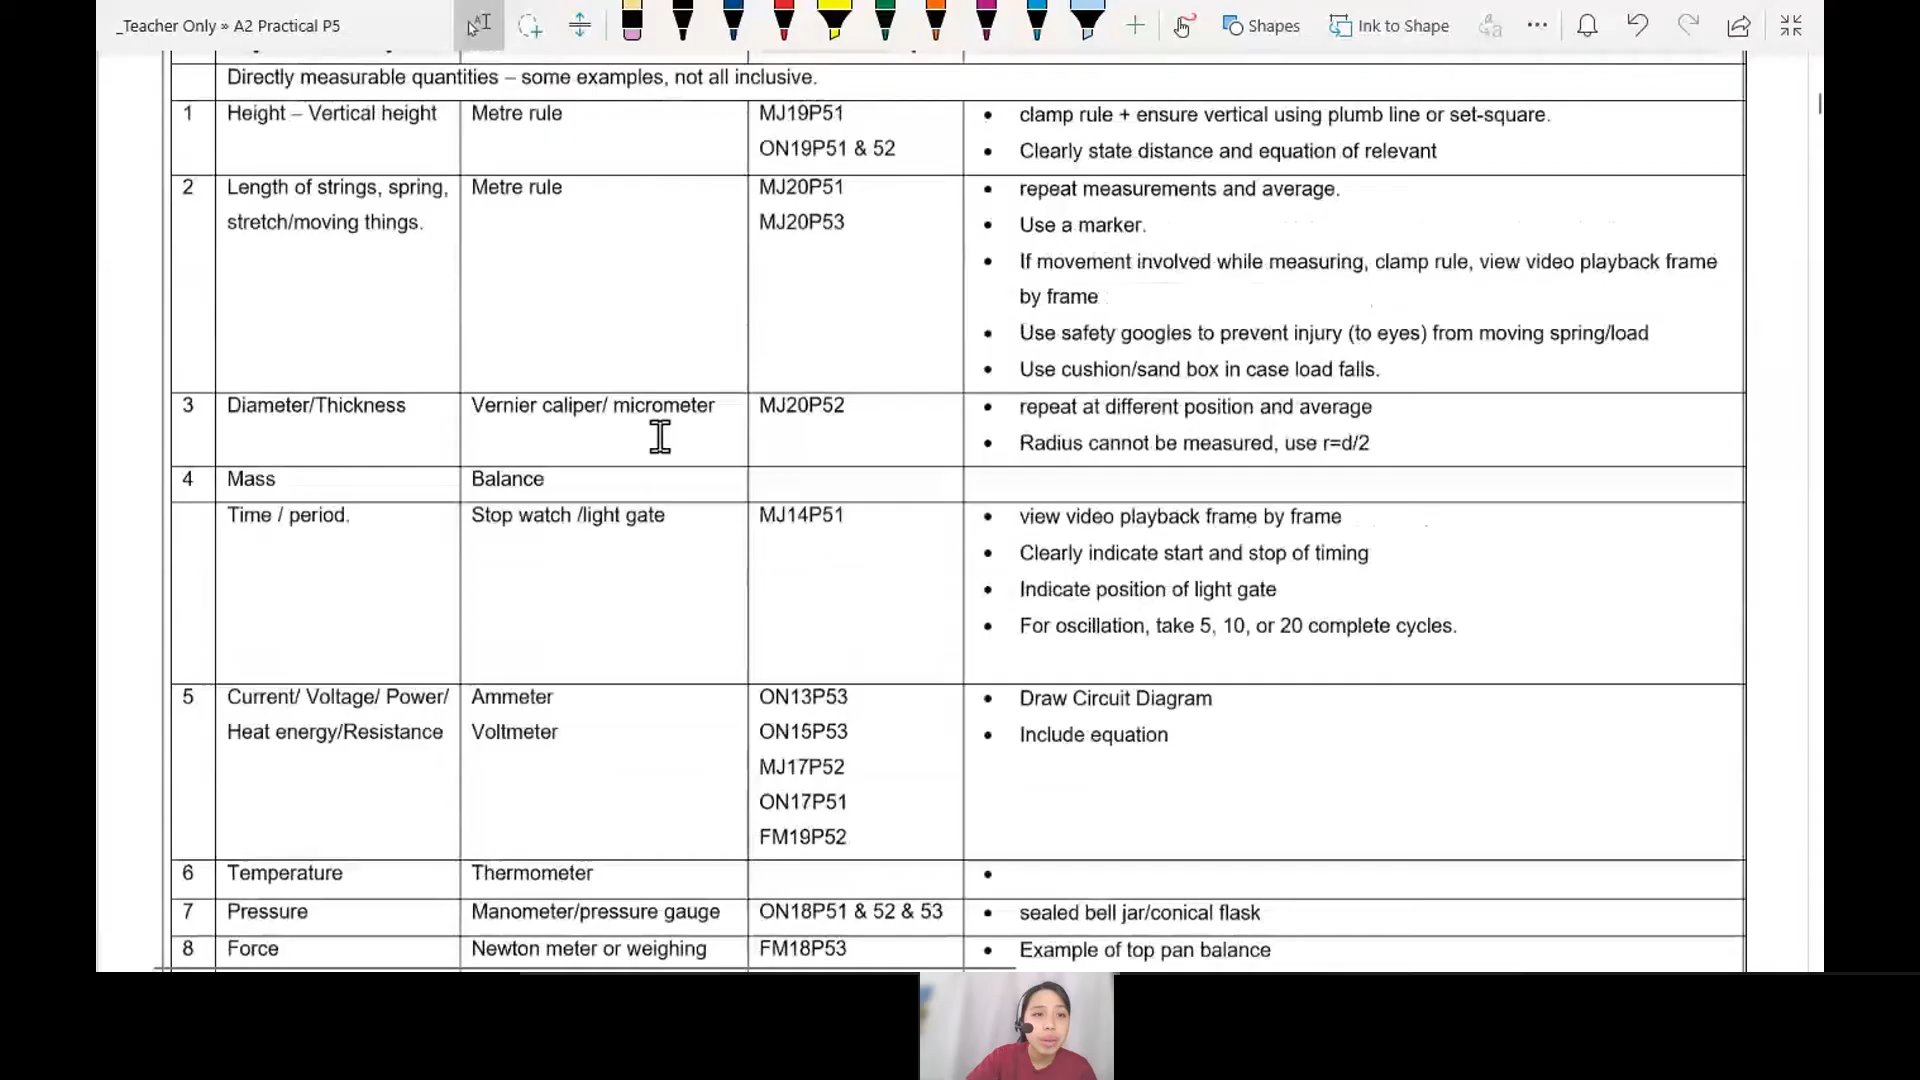 _Teacher Only » A2 Practical P5
Shapes
Ink to Shape
Directly measurable quantities – some examples, not all inclusive.
1 Height – Vertical height Metre rule MJ19P51 • clamp rule + ensure vertical using plumb line or set-square.
ON19P51 & 52 • Clearly state distance and equation of relevant
2 Length of strings, spring, Metre rule MJ20P51 • repeat measurements and average.
stretch/moving things. MJ20P53 • Use a marker.
• If movement involved while measuring, clamp rule, view video playback frame
by frame
• Use safety googles to prevent injury (to eyes) from moving spring/load
• Use cushion/sand box in case load falls.
3 Diameter/Thickness Vernier caliper/ micrometer MJ20P52 • repeat at different position and average
• Radius cannot be measured, use r=d/2
4 Mass Balance
Time / period. Stop watch /light gate MJ14P51 • view video playback frame by frame
• Clearly indicate start and stop of timing
• Indicate position of light gate
• For oscillation, take 5, 10, or 20 complete cycles.
5 Current/ Voltage/ Power/ Ammeter ON13P53 • Draw Circuit Diagram
Heat energy/Resistance Voltmeter ON15P53 • Include equation
MJ17P52
ON17P51
FM19P52
6 Temperature Thermometer •
7 Pressure Manometer/pressure gauge ON18P51 & 52 & 53 • sealed bell jar/conical flask
8 Force Newton meter or weighing FM18P53 • Example of top pan balance